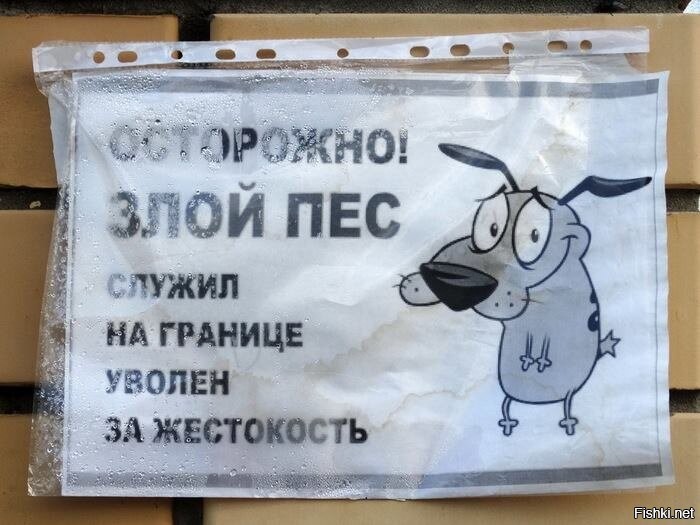 ОСТОРОЖНО!
ЗЛОЙ ПЕС
СЛУЖИЛ
НА ГРАНИЦЕ
УВОЛЕН
ЗА ЖЕСТОКОСТЬ
Fishki.net